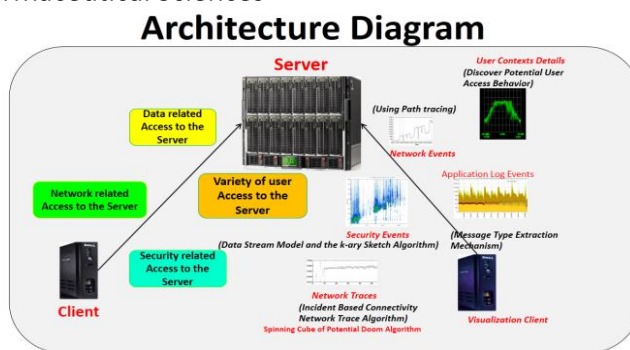 rmaceutical Sciences
Architecture Diagram
Server
User Contexts Details
(Discover Potential User
Access Behavior)
(Using Path tracing)
Data related
Access to the
Server
Network Events
Application Log Events
Variety of user
Access to the
Server
Network related
Access to the Server
Security Events
(Data Stream Model and the k-ary Sketch Algorithm)
(Message Type Extraction
Mechanism)
Security related
Access to the
Server
Network Traces
(Incident Based Connectivity
Network Trace Algorithm)
Spinning Cube of Potential Doom Algorithm
Client
Visualization Client